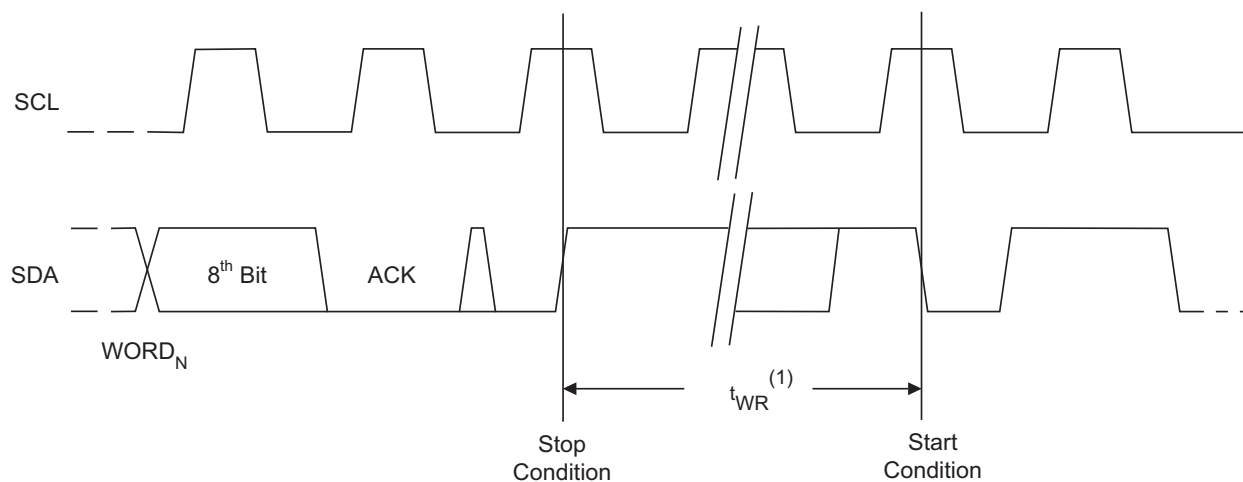 SCL
SDA
8th Bit
ACK
WORDN
tWR(1)
Stop
Condition
Start
Condition